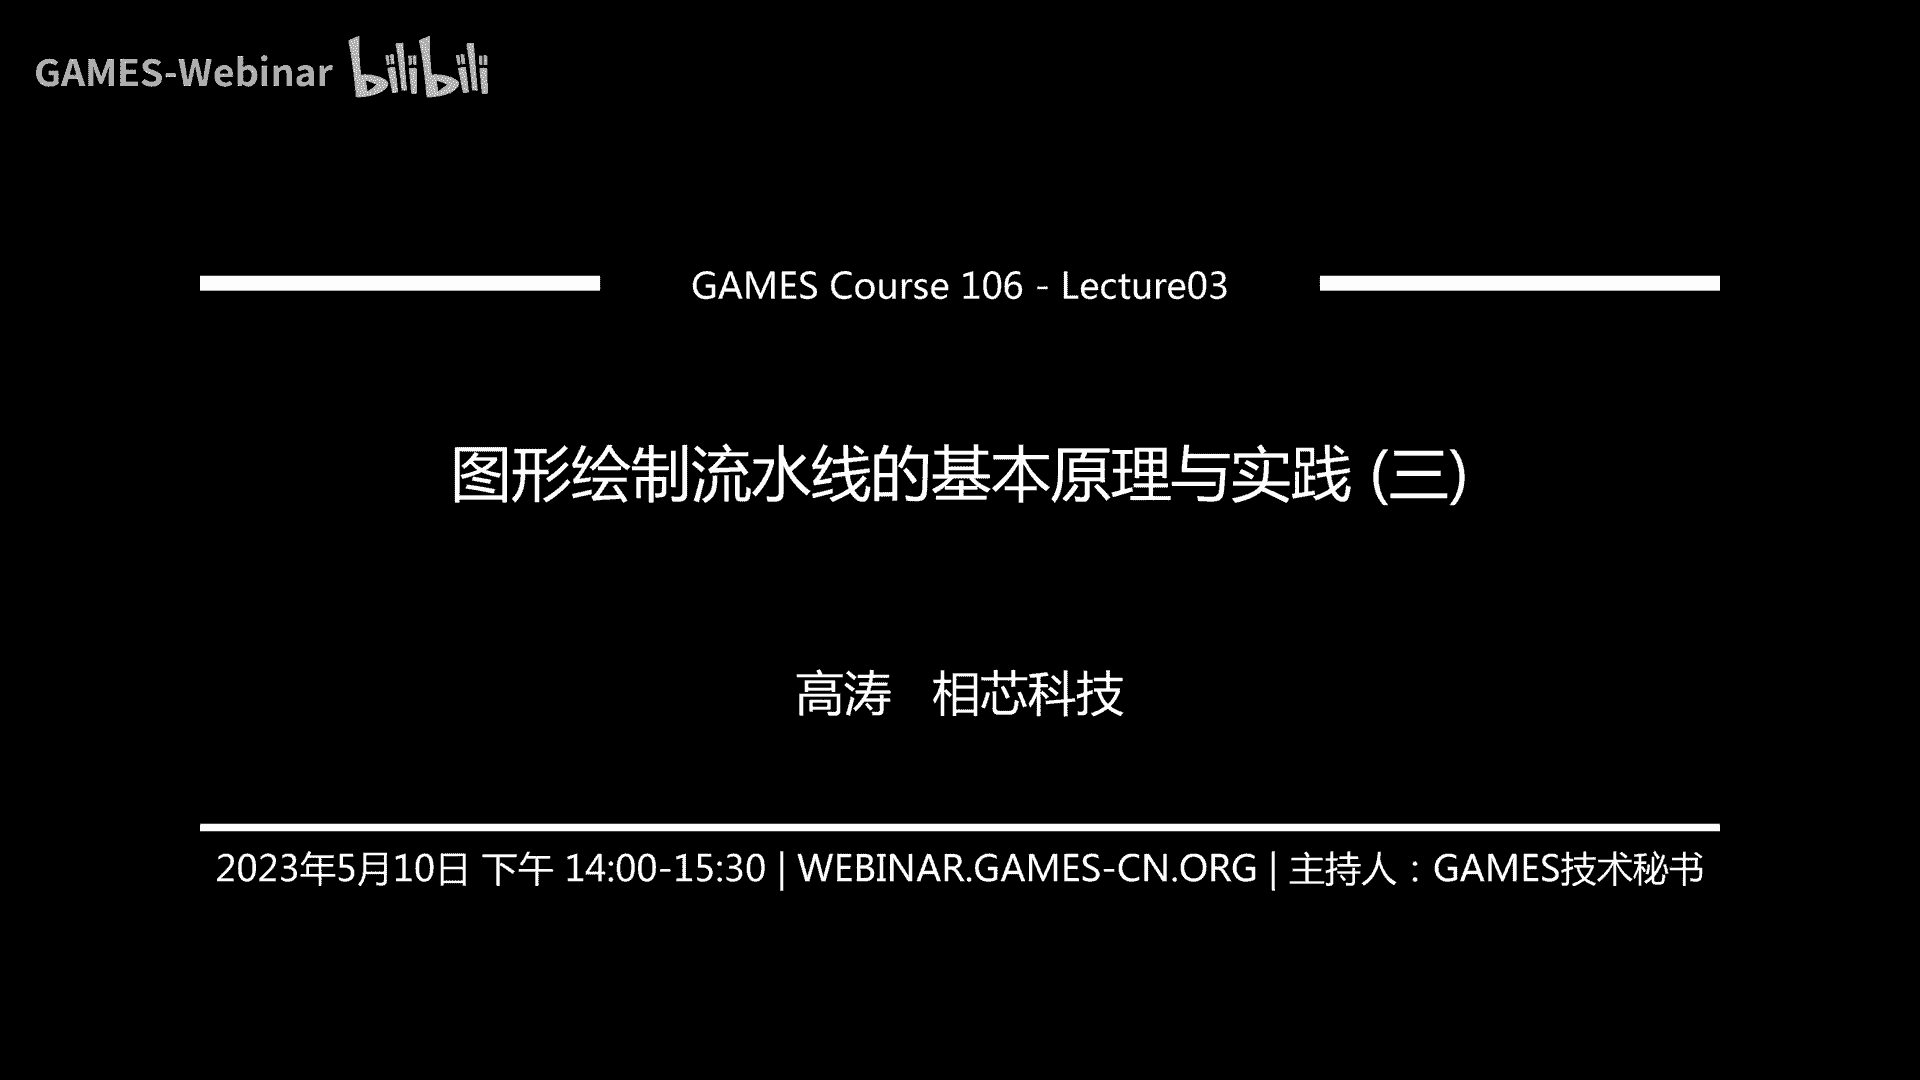 GAMES-Webinar bilibili
GAMES Course 106 - Lecture03
图形绘制流水线的基本原理与实践 (三)
高涛 相芯科技
2023年5月10日 下午 14:00-15:30 | WEBINAR.GAMES-CN.ORG | 主持人：GAMES技术秘书